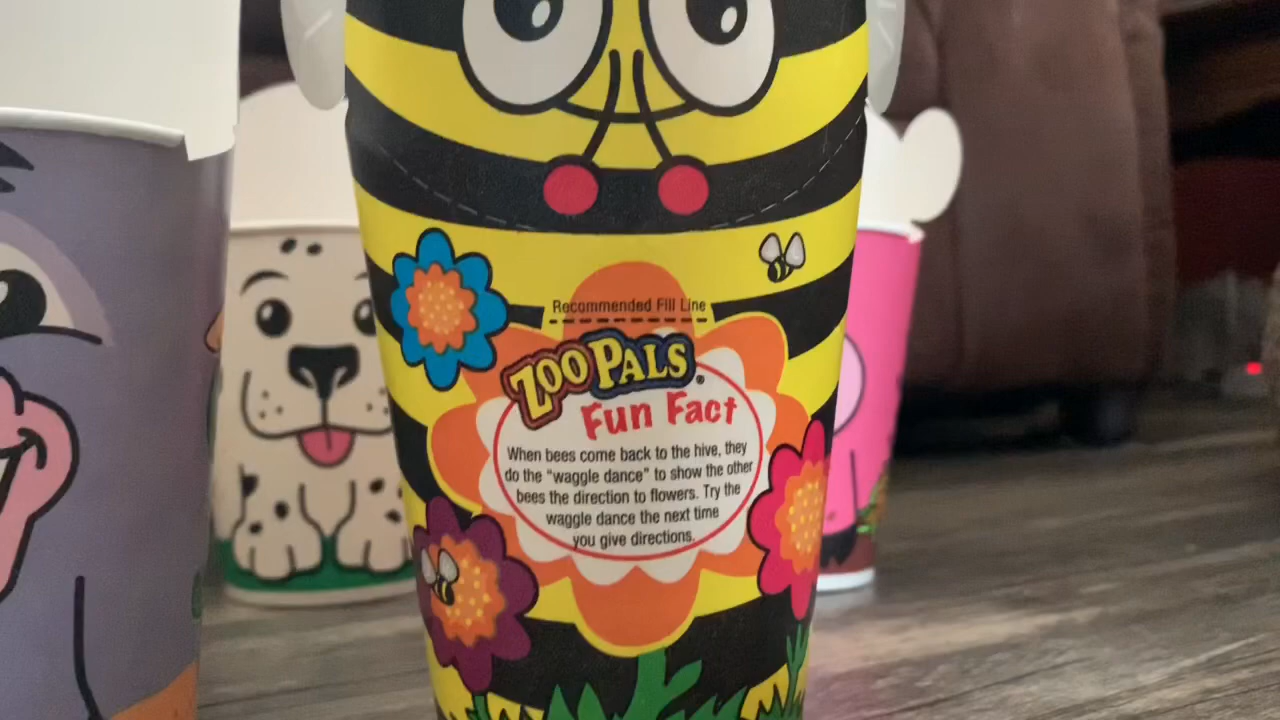 Recommended Fill Line
ZOO PALS
Fun Fact
When bees come back to the hive, they
do the "waggle dance" to show the other
bees the direction to flowers. Try the
waggle dance the next time
you give directions.